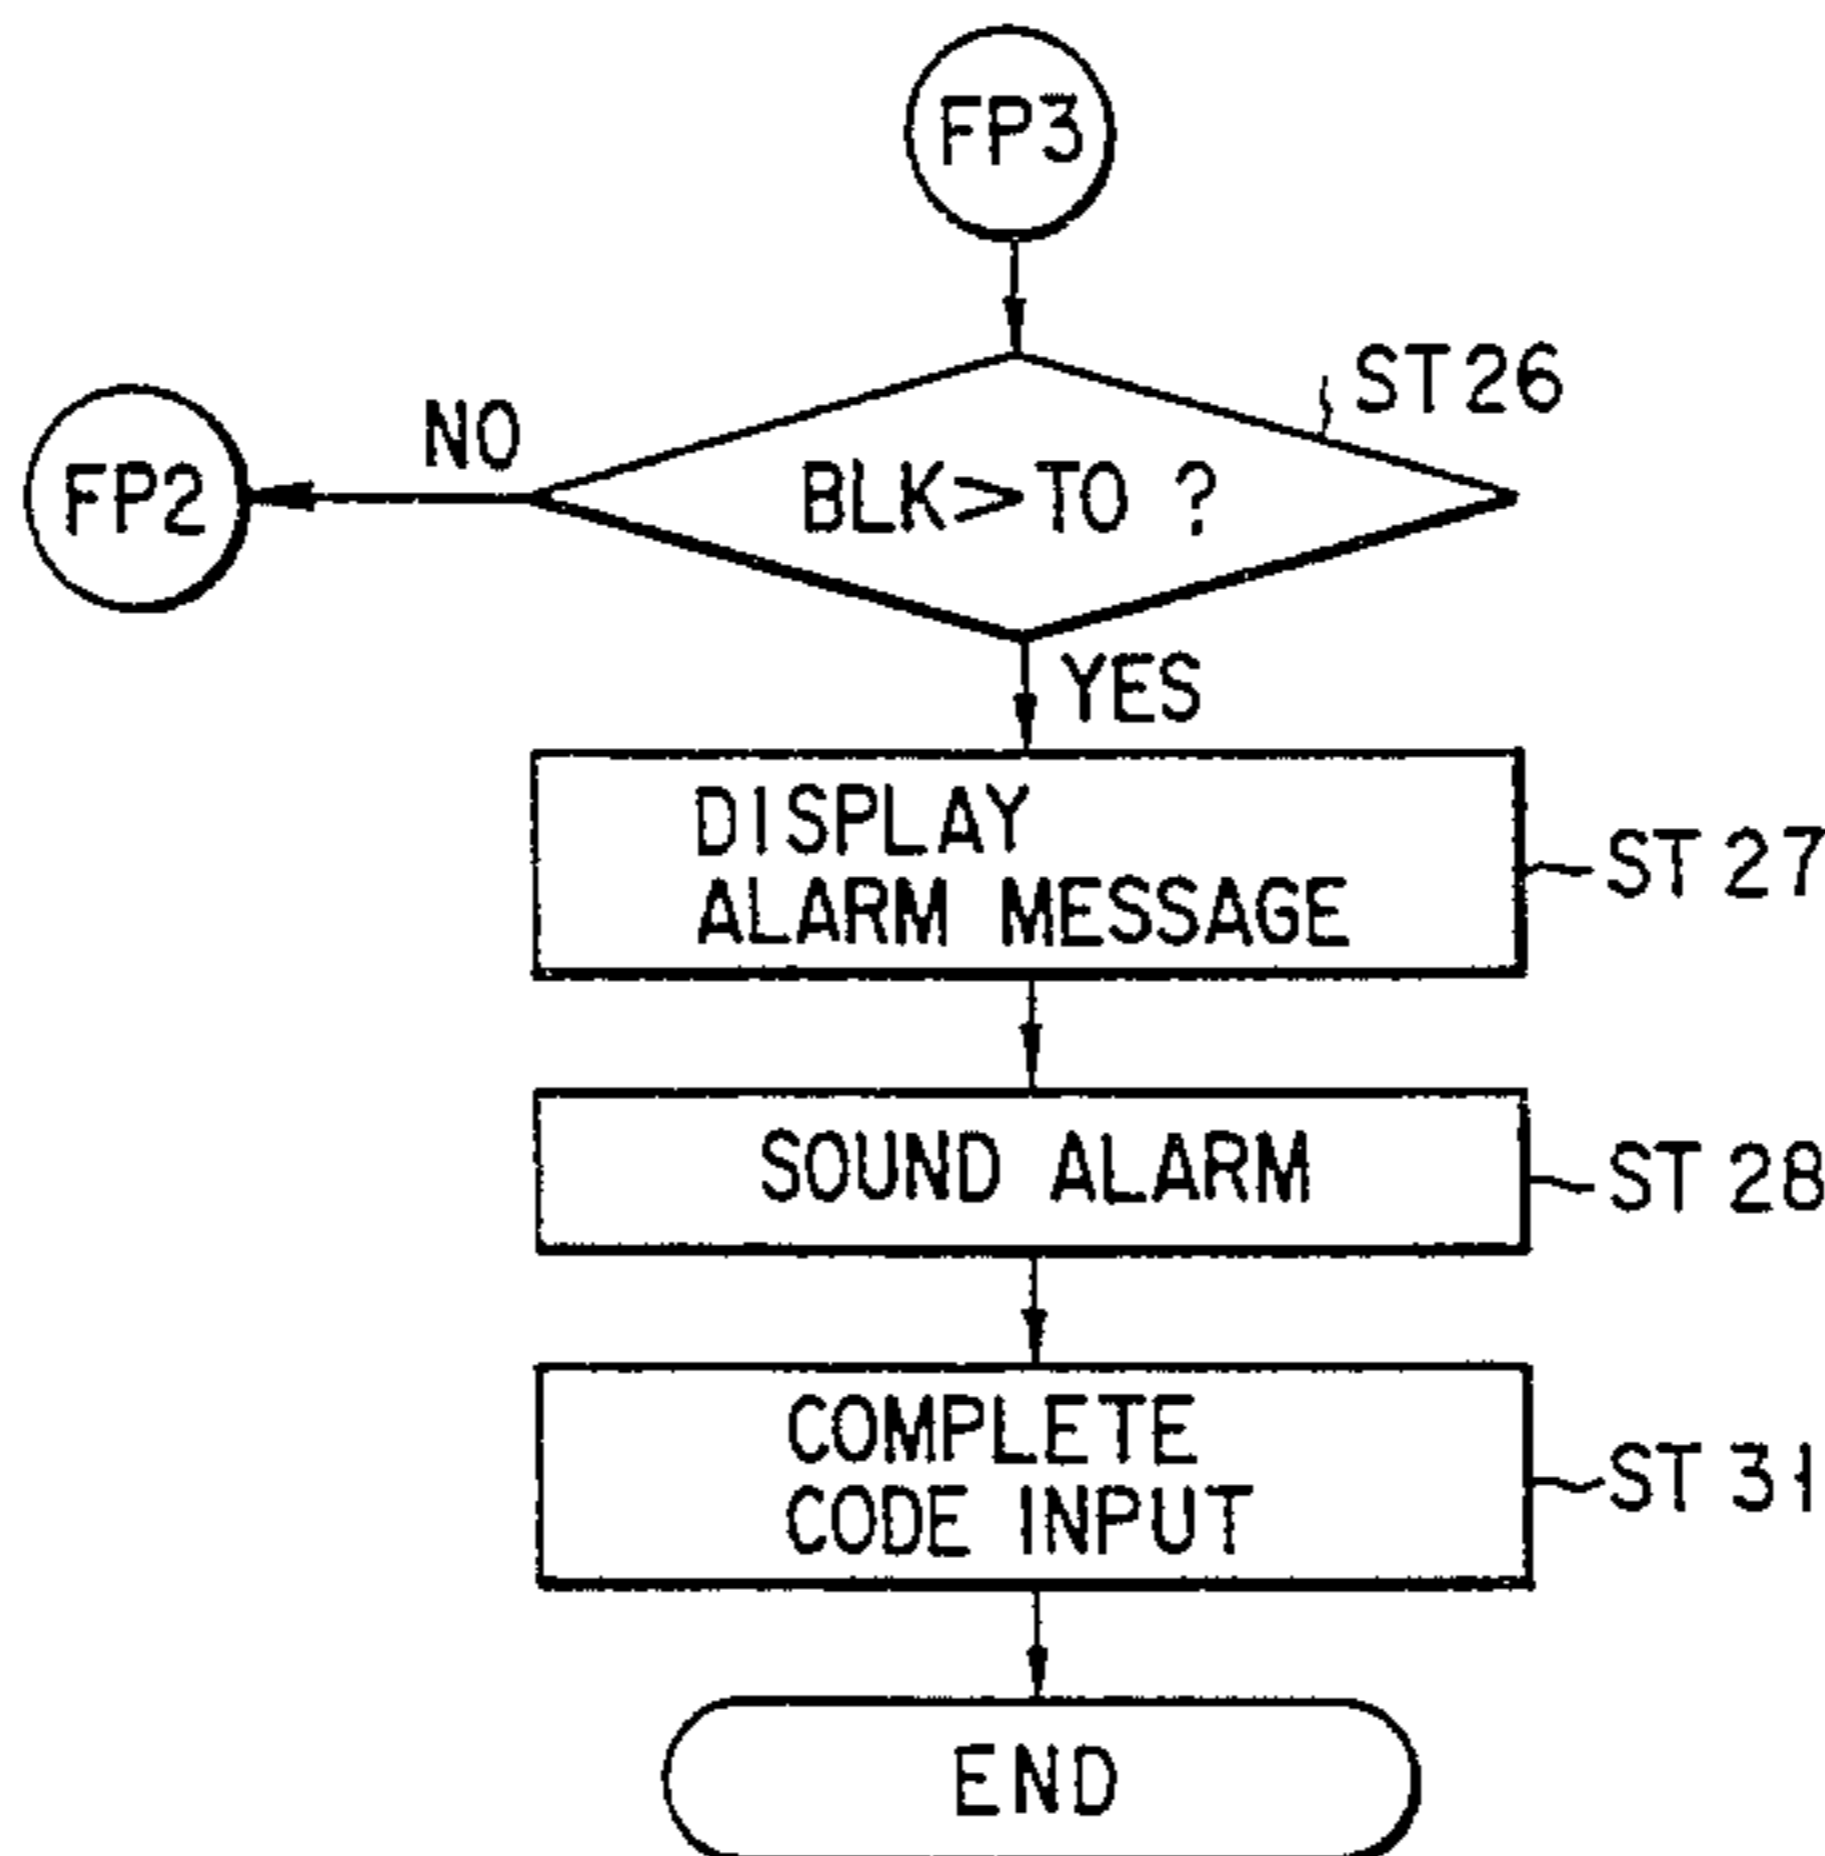 FP3
ST26
NO
FP2
BLK>TO ?
YES
DISPLAY
ALARM MESSAGE
ST 27
SOUND ALARM
ST 28
COMPLETE
CODE INPUT
ST 31
END